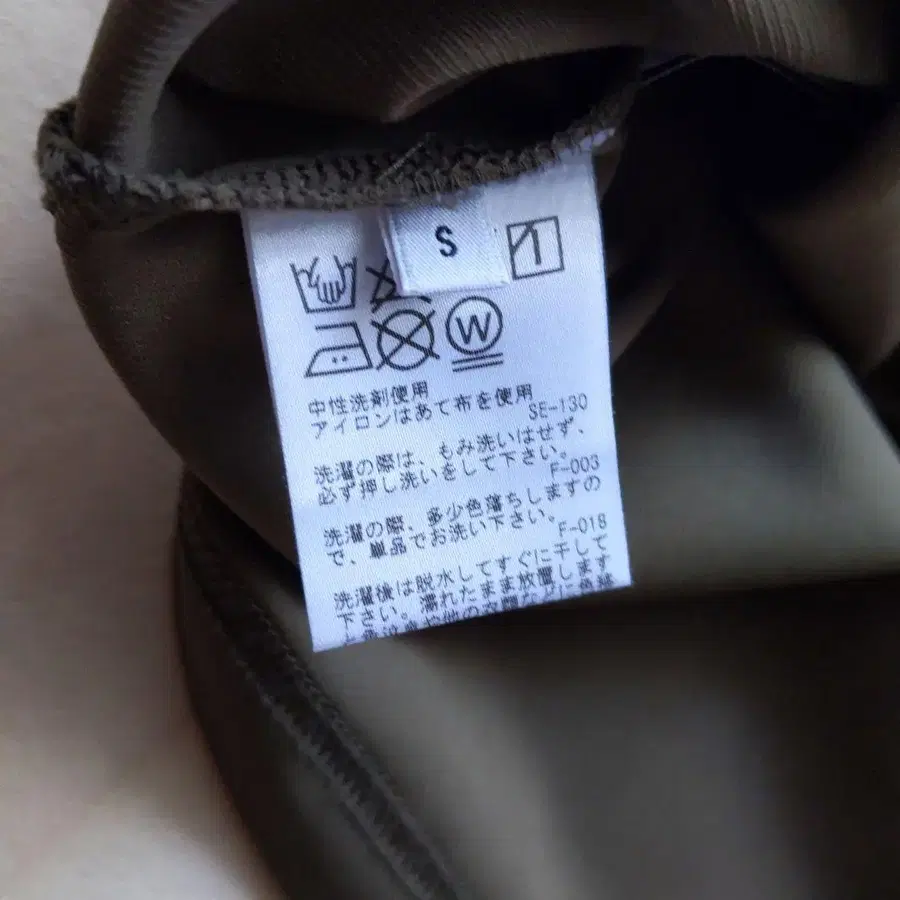 S
W
中性洗剤使用
アイロンはあて布を使用
SE-130
洗濯の際は、もみ洗いはせず、
必ず押し洗いをして下さい。
F-003
洗濯の際、多少色落ちしますの
で、単品でお洗い下さい。
F-018
洗濯後は脱水してすぐに干して
下さい。濡れたまま放置します